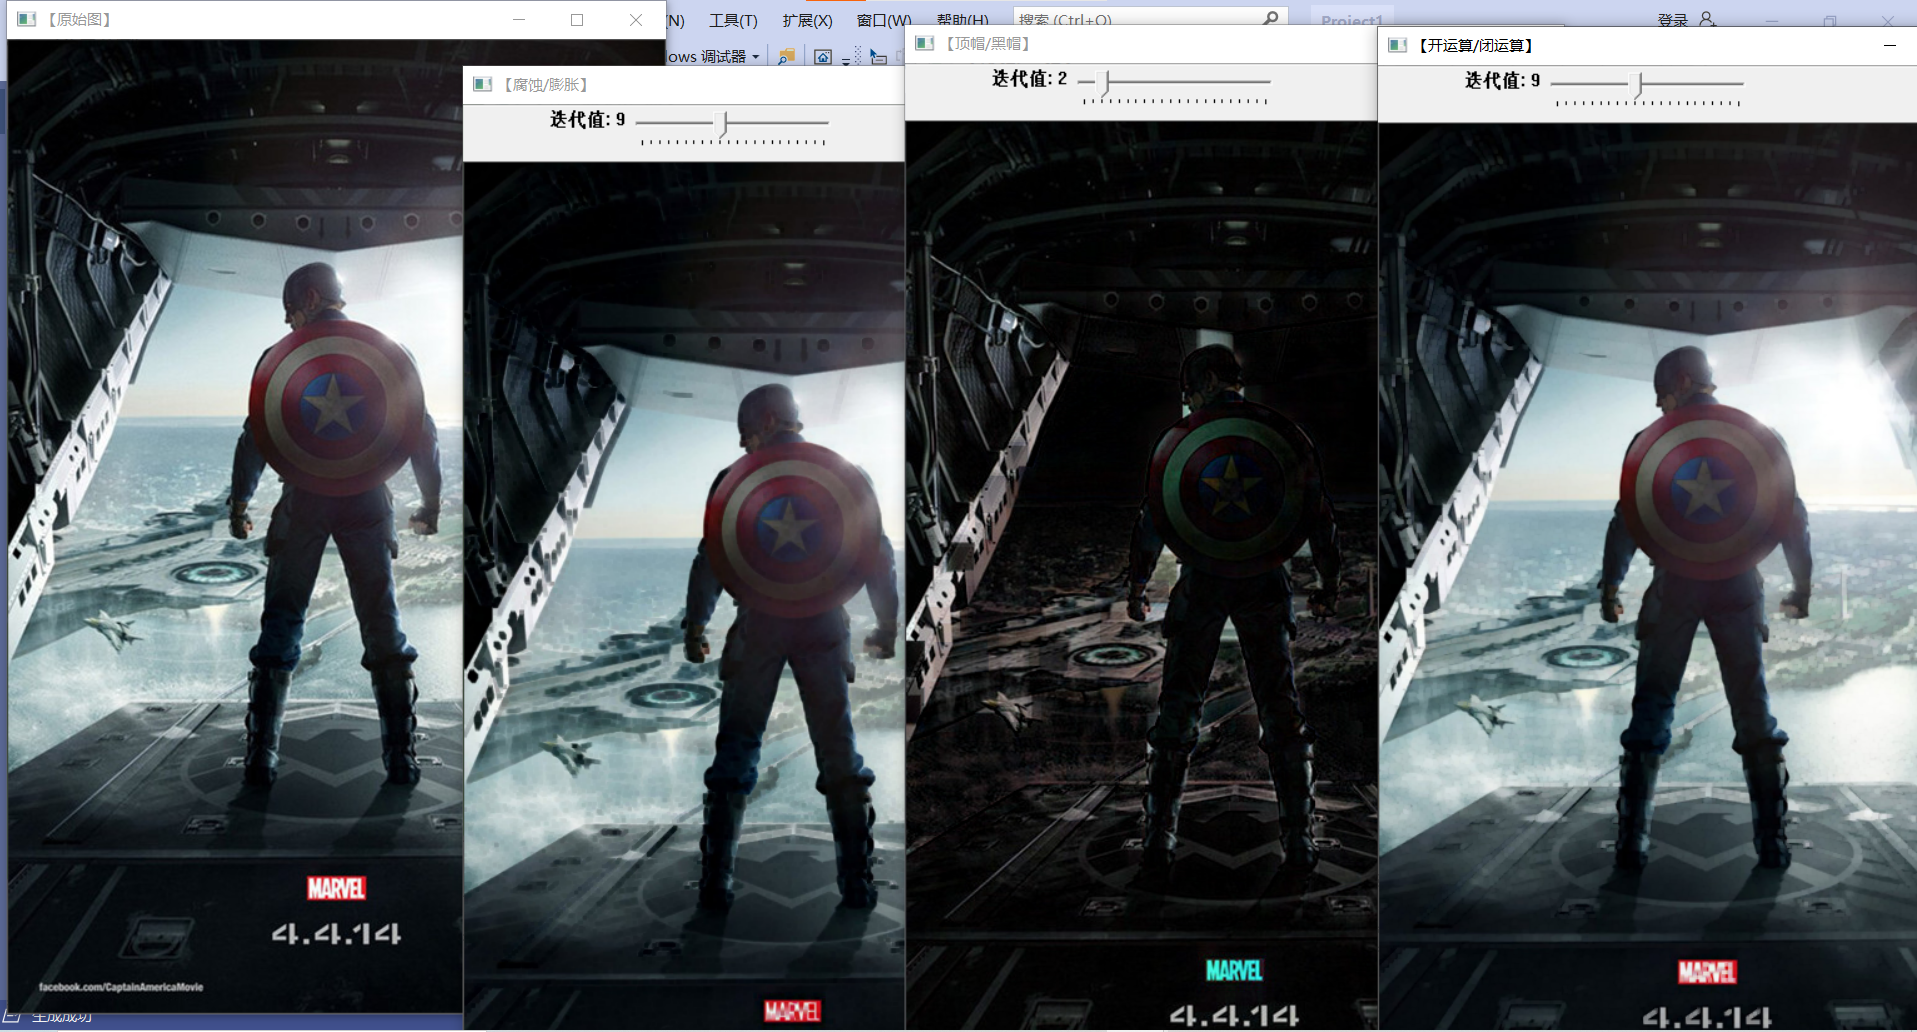 【原始图】
(N) 工具(T) 扩展(X) 窗口(W) 帮助(H) 搜索 (Ctrl+Q) Project1 登录
ows 调试器
【腐蚀/膨胀】
迭代值: 9
MARVEL
【顶帽/黑帽】
迭代值: 2
MARVEL
4.4.14
【开运算/闭运算】
迭代值: 9
MARVEL
4.4.14
MARVEL
4.4.14
facebook.com/CaptainAmericaMovie
生成成功